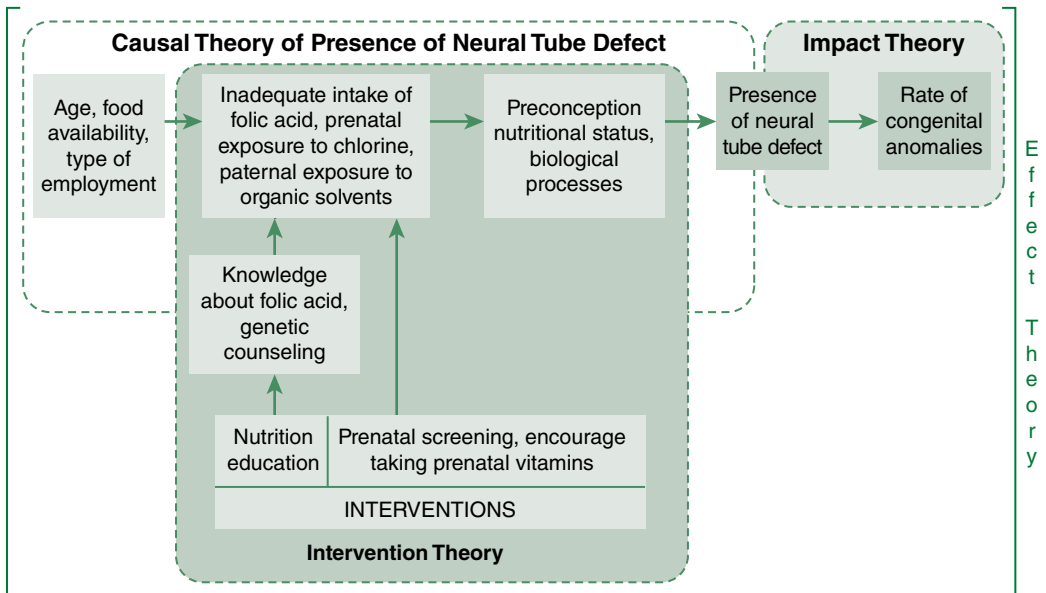 Causal Theory of Presence of Neural Tube Defect
Impact Theory
Age, food
availability,
type of
employment
Inadequate intake of
folic acid, prenatal
exposure to chlorine,
paternal exposure to
organic solvents
Preconception
nutritional status,
biological
processes
Presence
of neural
tube defect
Rate of
congenital
anomalies
Knowledge
about folic acid,
genetic
counseling
Nutrition
education
Prenatal screening, encourage
taking prenatal vitamins
INTERVENTIONS
Intervention Theory
Effect Theory